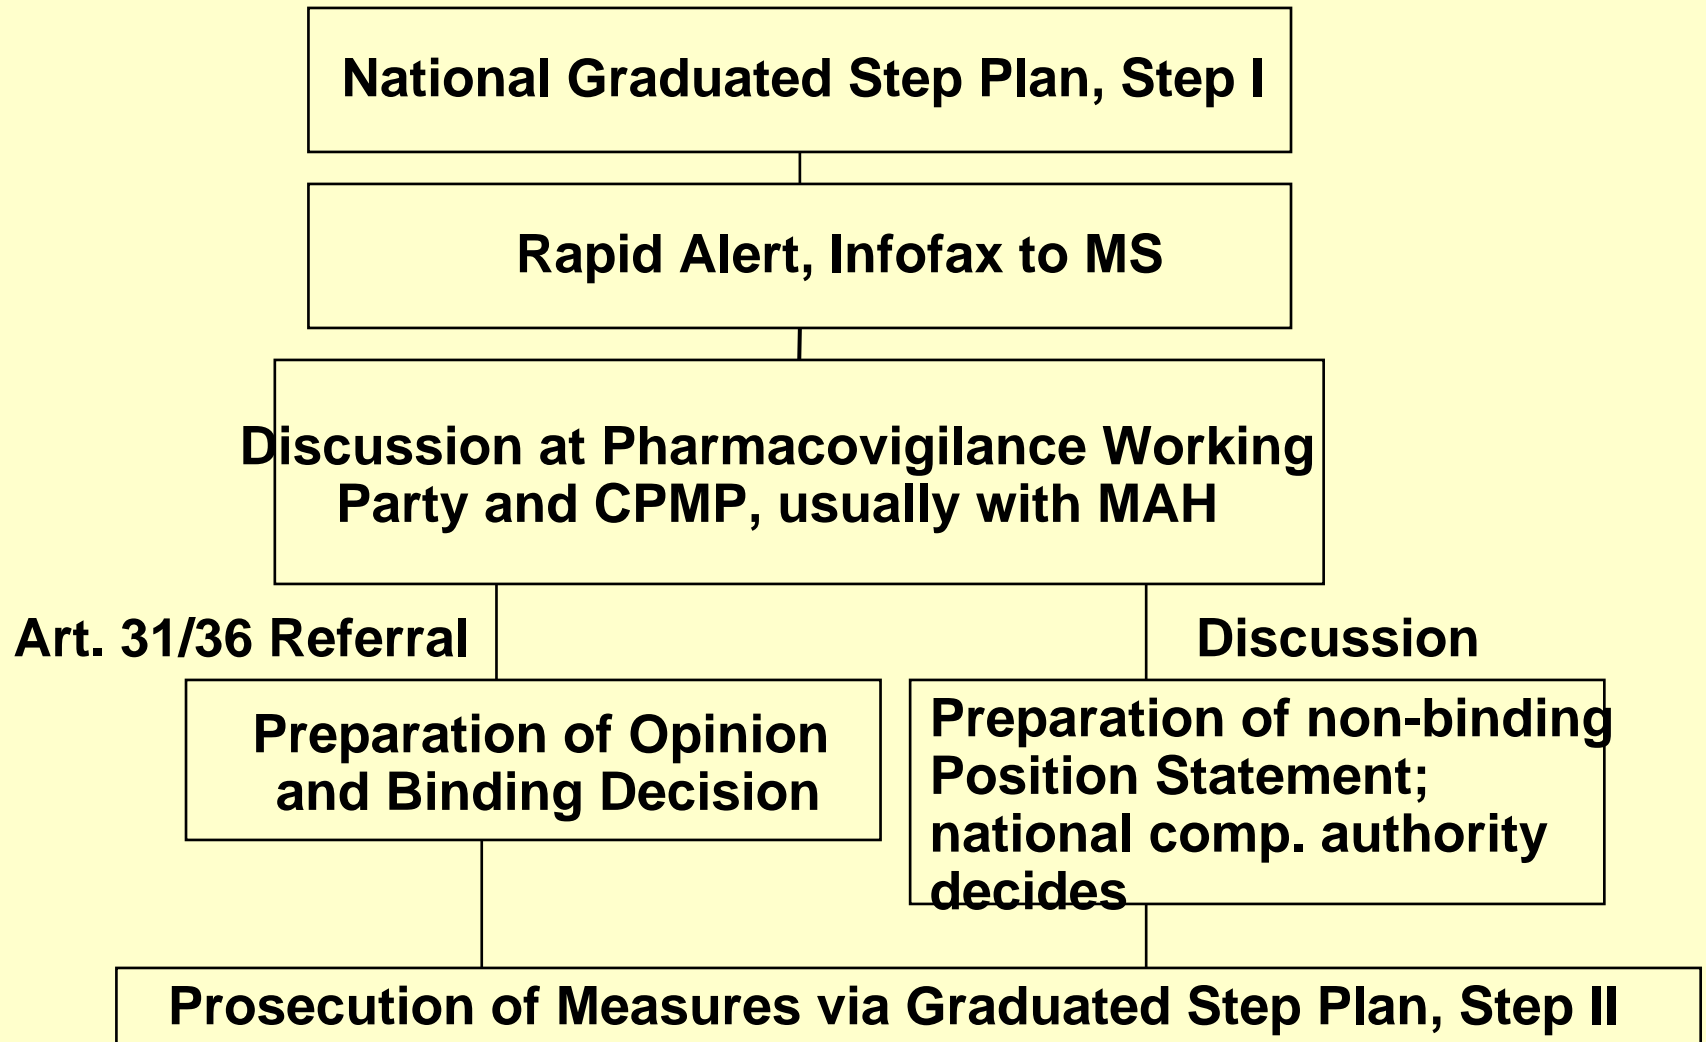 National Graduated Step Plan, Step I
Rapid Alert, Infofax to MS
Discussion at Pharmacovigilance Working
Party and CPMP, usually with MAH
Art. 31/36 Referral
Discussion
Preparation of Opinion
and Binding Decision
Preparation of non-binding
Position Statement;
national comp. authority
decides
Prosecution of Measures via Graduated Step Plan, Step II